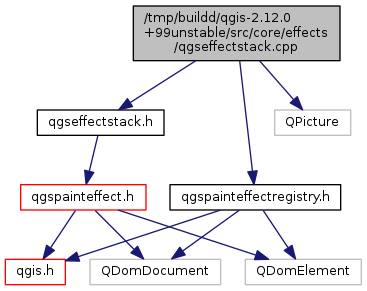 /tmp/buildd/qgis-2.12.0
+99unstable/src/core/effects
/qgseffectstack.cpp
qgseffectstack.h
QPicture
qgspainteffect.h
qgspainteffectregistry.h
qgis.h
QDomDocument
QDomElement